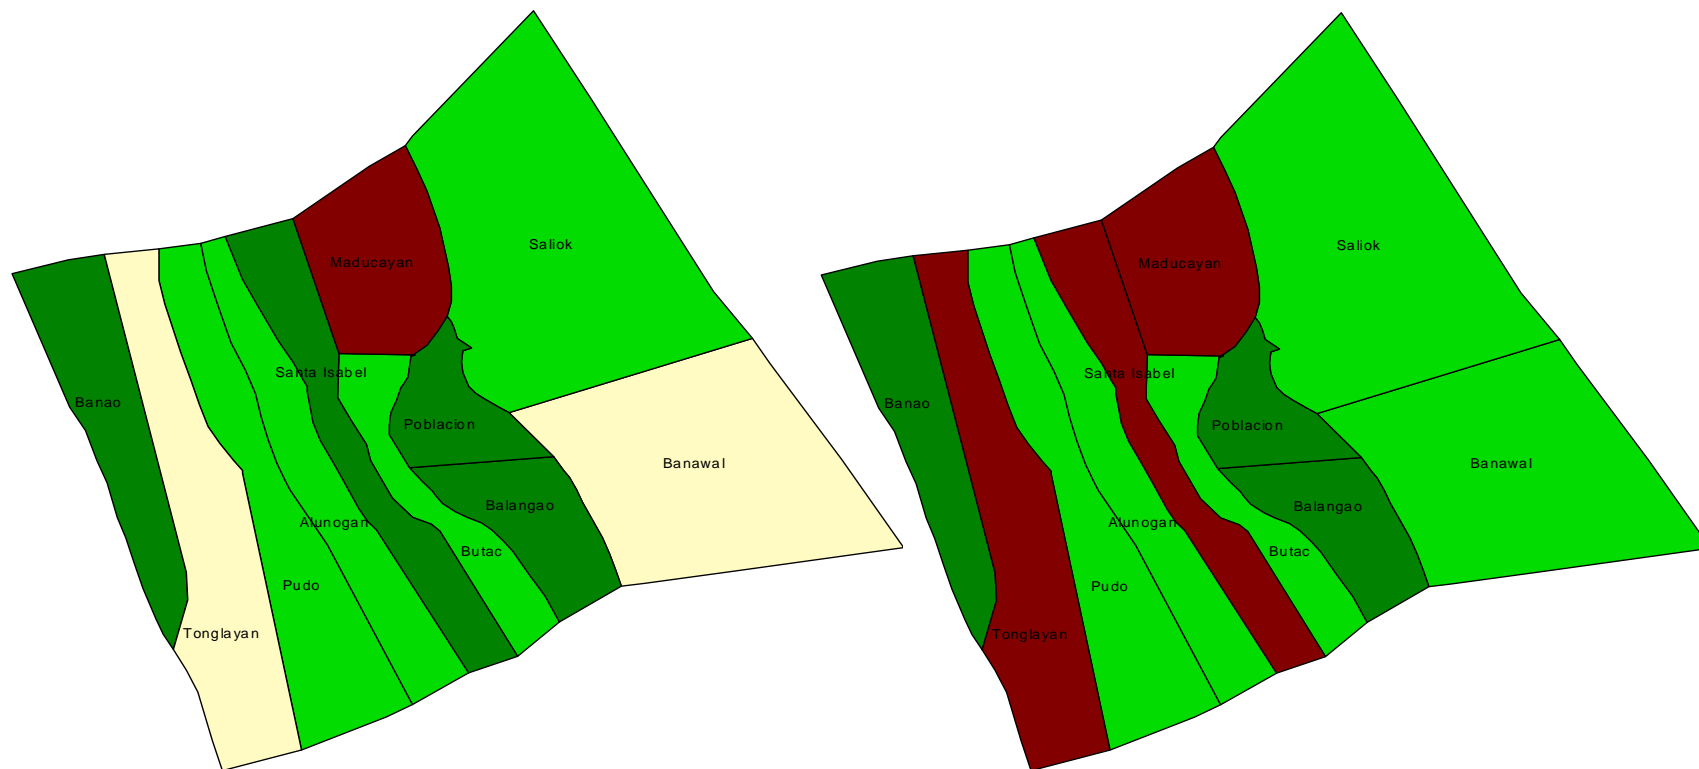 Saliok
Maducayan
Santa Isabel
Banao
Poblacion
Banawal
Balangao
Alunogan
Butac
Pudo
Tonglayan
Saliok
Maducayan
Santa Isabel
Banao
Poblacion
Banawal
Balangao
Alunogan
Butac
Pudo
Tonglayan